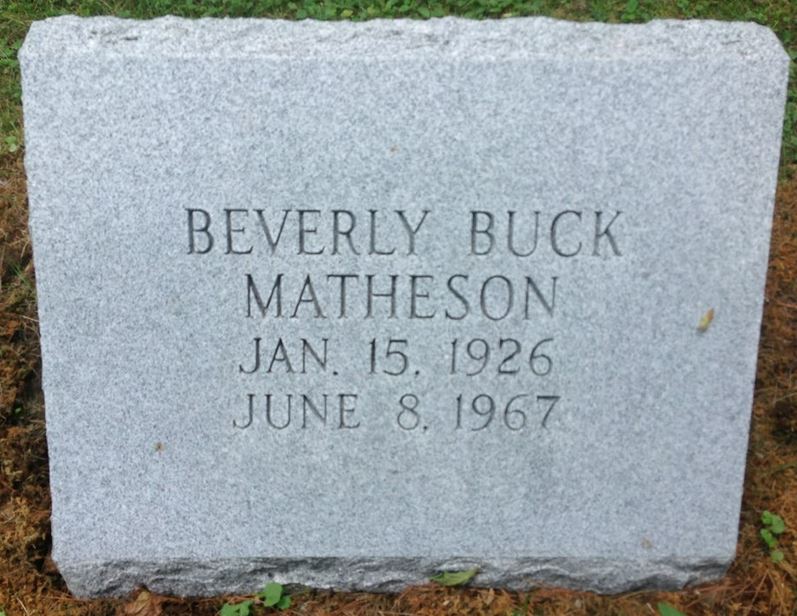 BEVERLY BUCK
MATHESON
JAN. 15, 1926
JUNE 8, 1967